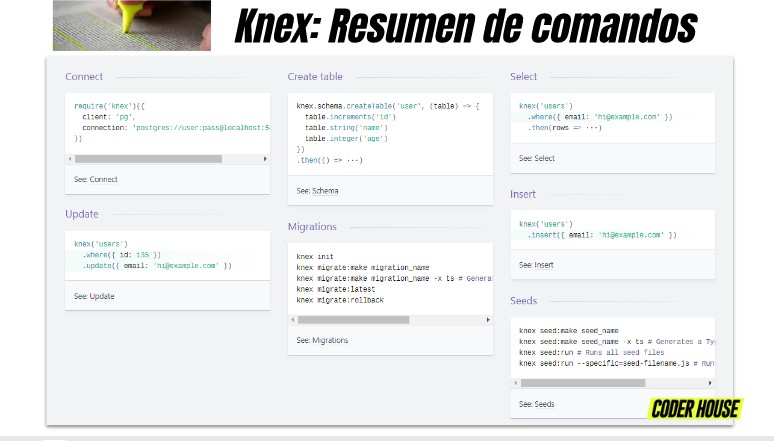 Knex: Resumen de comandos
Connect
require('knex')({
client: 'pg',
connection: 'postgres://user:pass@localhost:5
})
See: Connect
Update
knex('users')
.where({ id: 135 })
.update({ email: 'hi@example.com' })
See: Update
Create table
knex.schema.createTable('user', (table) => {
table.increments('id')
table.string('name')
table.integer('age')
})
.then(() => ···)
See: Schema
Migrations
knex init
knex migrate:make migration_name
knex migrate:make migration_name -x ts # Genera
knex migrate:latest
knex migrate:rollback
See: Migrations
Select
knex('users')
.where({ email: 'hi@example.com' })
.then(rows => ···)
See: Select
Insert
knex('users')
.insert({ email: 'hi@example.com' })
See: Insert
Seeds
knex seed:make seed_name
knex seed:make seed_name -x ts # Generates a Ty
knex seed:run # Runs all seed files
knex seed:run --specific=seed-filename.js # Run
See: Seeds
CODER HOUSE